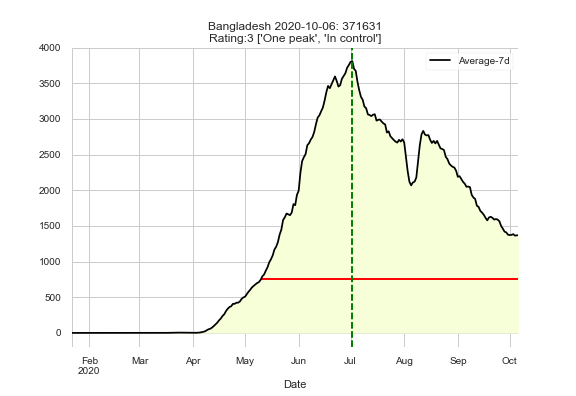 Bangladesh 2020-10-06: 371631
Rating:3 ['One peak', 'In control']
Average-7d
4000
3500
3000
2500
2000
1500
1000
500
0
Feb Mar Apr May Jun Jul Aug Sep Oct
2020
Date